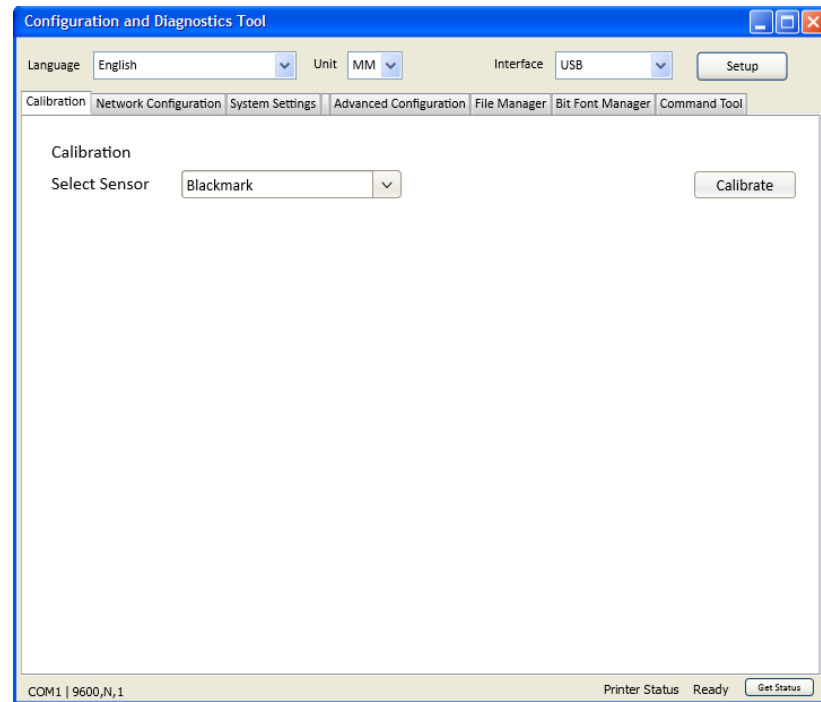 Configuration and Diagnostics Tool
Language English Unit MM Interface USB Setup
Calibration Network Configuration System Settings Advanced Configuration File Manager Bit Font Manager Command Tool
Calibration
Select Sensor Blackmark Calibrate
COM1 | 9600,N,1 Printer Status Ready Get Status